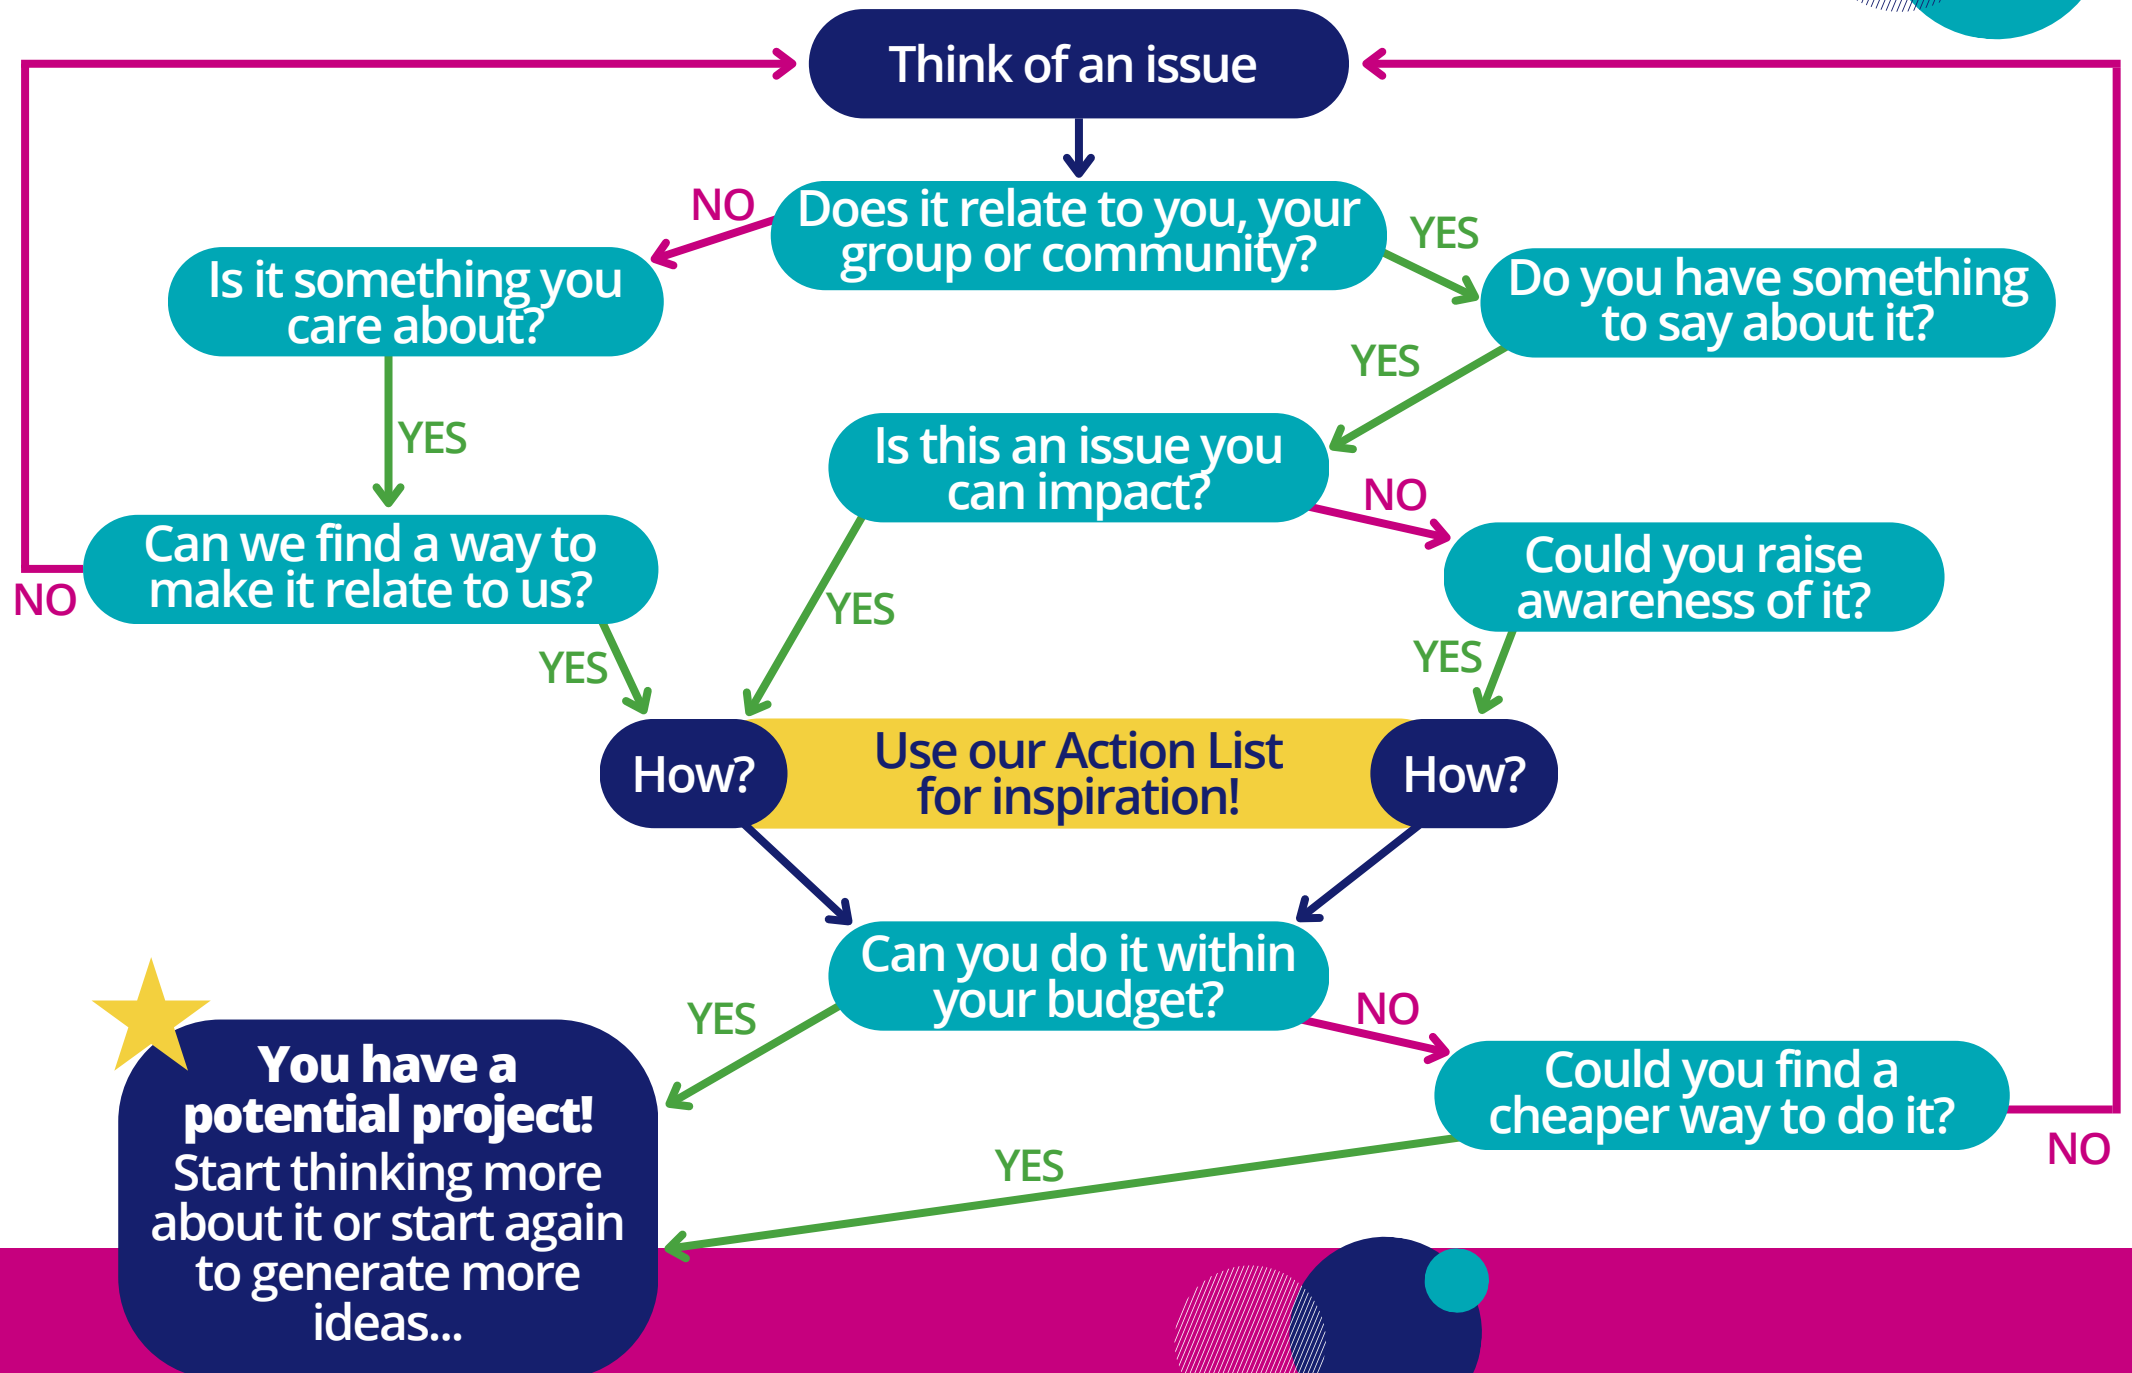 Think of an issue
Does it relate to you, your
group or community?
NO
YES
Is it something you
care about?
Do you have something
to say about it?
YES
YES
Is this an issue you
can impact?
NO
Can we find a way to
make it relate to us?
NO
Could you raise
awareness of it?
YES
YES
YES
How?
Use our Action List
for inspiration!
How?
Can you do it within
your budget?
YES
NO
Could you find a
cheaper way to do it?
NO
YES
You have a
potential project!
Start thinking more
about it or start again
to generate more
ideas...